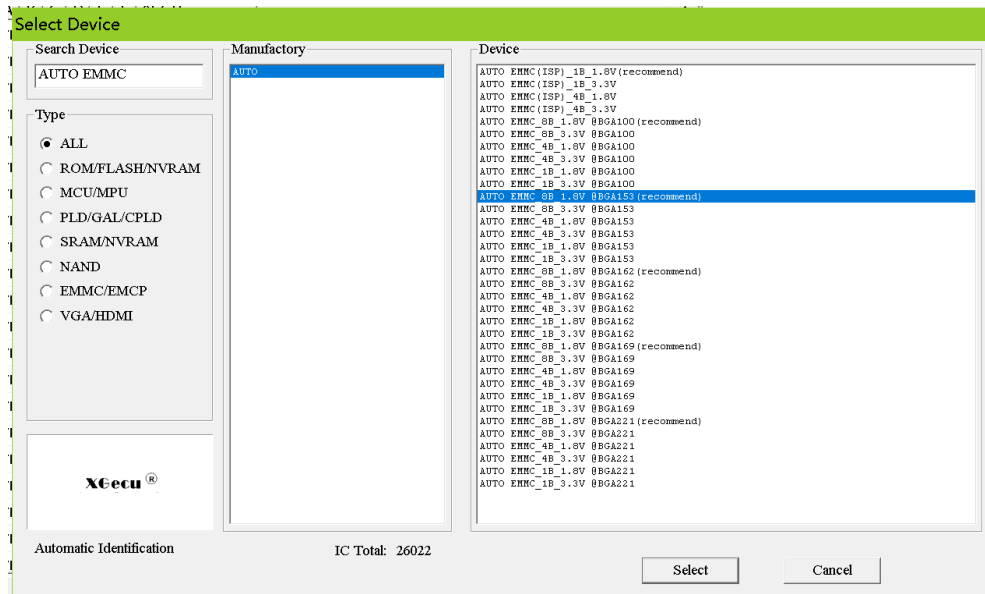 Select Device
Search Device
AUTO EMMC
Type
ALL
ROM/FLASH/NVRAM
MCU/MPU
PLD/GAL/CPLD
SRAM/NVRAM
NAND
EMMC/EMCP
VGA/HDMI
XGecu ®
Automatic Identification
Manufactory
AUTO
IC Total: 26022
Device
AUTO EMMC(ISP)_1B_1.8V(recommend)
AUTO EMMC(ISP)_1B_3.3V
AUTO EMMC(ISP)_4B_1.8V
AUTO EMMC(ISP)_4B_3.3V
AUTO EMMC_8B_1.8V @BGA100(recommend)
AUTO EMMC_8B_3.3V @BGA100
AUTO EMMC_4B_1.8V @BGA100
AUTO EMMC_4B_3.3V @BGA100
AUTO EMMC_1B_1.8V @BGA100
AUTO EMMC_1B_3.3V @BGA100
AUTO EMMC_8B_1.8V @BGA153(recommend)
AUTO EMMC_8B_3.3V @BGA153
AUTO EMMC_4B_1.8V @BGA153
AUTO EMMC_4B_3.3V @BGA153
AUTO EMMC_1B_1.8V @BGA153
AUTO EMMC_1B_3.3V @BGA153
AUTO EMMC_8B_1.8V @BGA162(recommend)
AUTO EMMC_8B_3.3V @BGA162
AUTO EMMC_4B_1.8V @BGA162
AUTO EMMC_4B_3.3V @BGA162
AUTO EMMC_1B_1.8V @BGA162
AUTO EMMC_1B_3.3V @BGA162
AUTO EMMC_8B_1.8V @BGA169(recommend)
AUTO EMMC_8B_3.3V @BGA169
AUTO EMMC_4B_1.8V @BGA169
AUTO EMMC_4B_3.3V @BGA169
AUTO EMMC_1B_1.8V @BGA169
AUTO EMMC_1B_3.3V @BGA169
AUTO EMMC_8B_1.8V @BGA221(recommend)
AUTO EMMC_8B_3.3V @BGA221
AUTO EMMC_4B_1.8V @BGA221
AUTO EMMC_4B_3.3V @BGA221
AUTO EMMC_1B_1.8V @BGA221
AUTO EMMC_1B_3.3V @BGA221
Select
Cancel